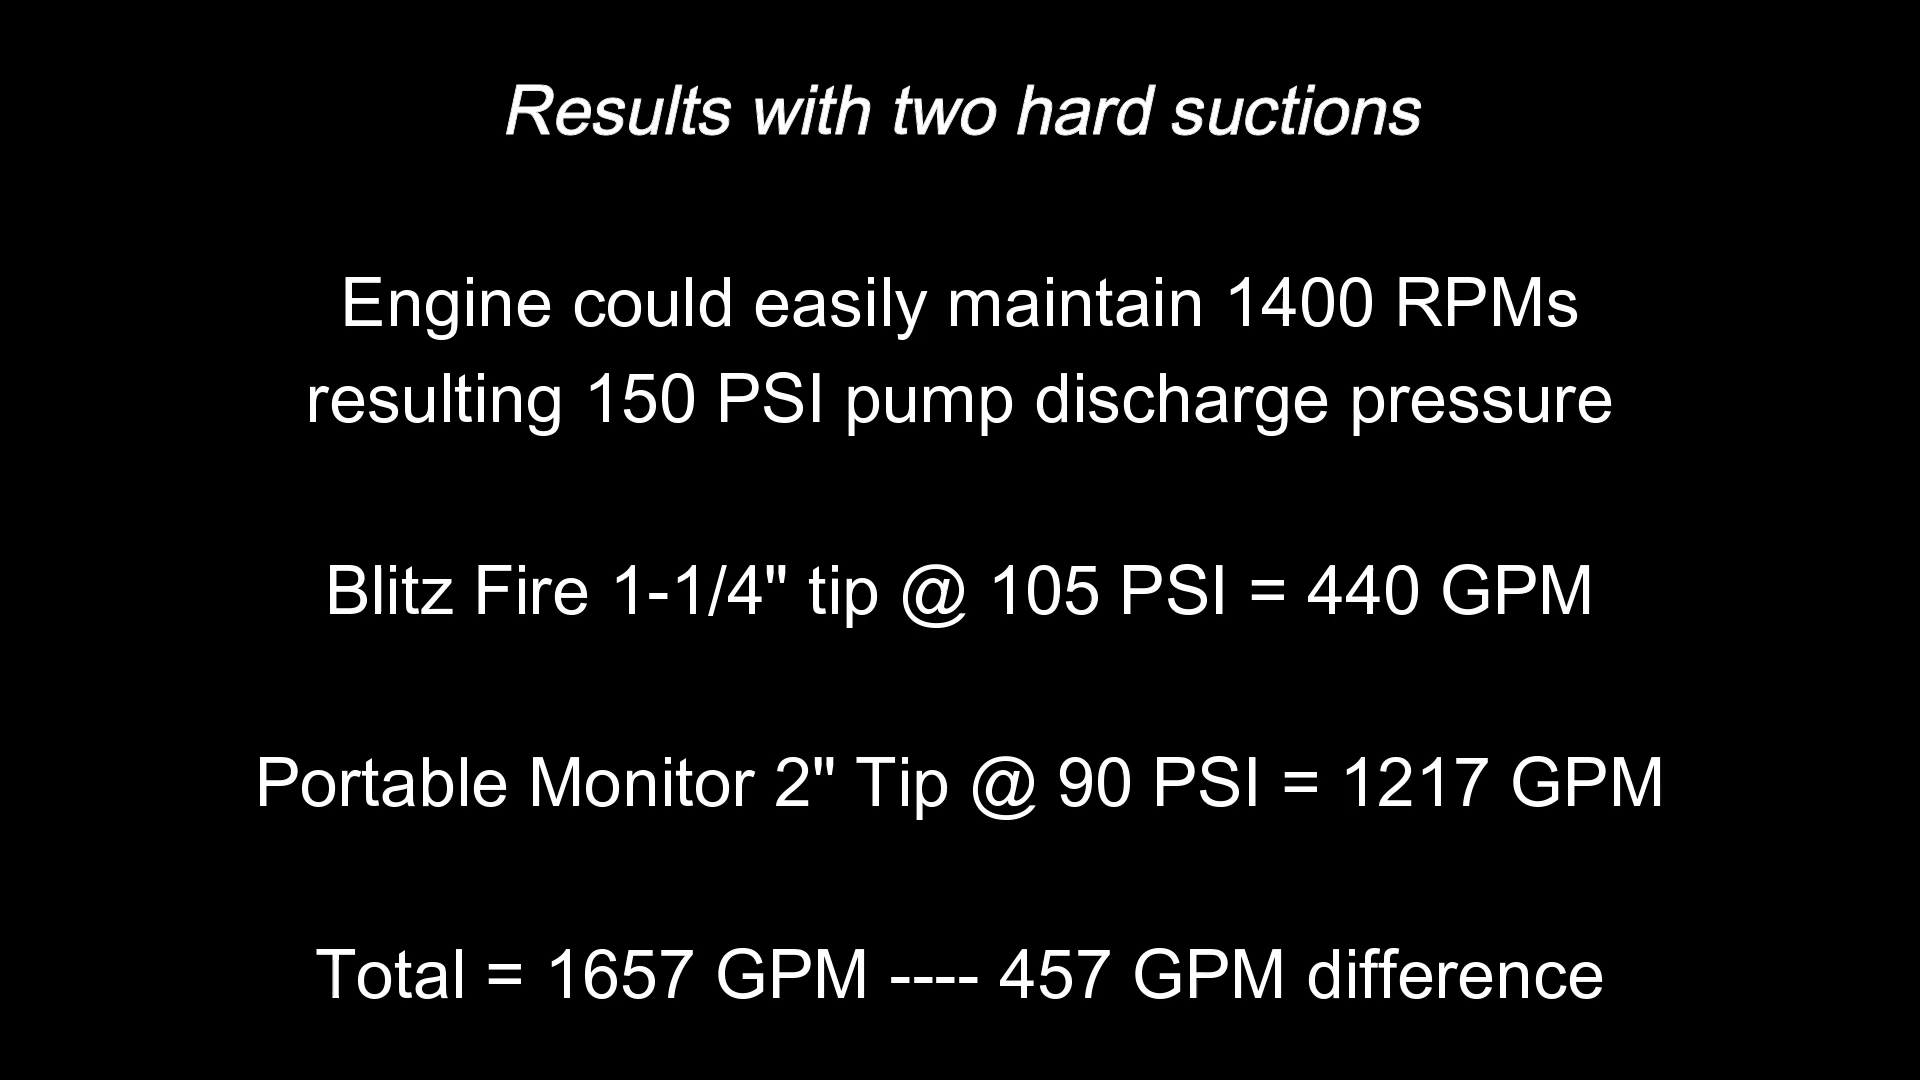 Results with two hard suctions
Engine could easily maintain 1400 RPMs
resulting 150 PSI pump discharge pressure
Blitz Fire 1-1/4" tip @ 105 PSI = 440 GPM
Portable Monitor 2" Tip @ 90 PSI = 1217 GPM
Total = 1657 GPM ---- 457 GPM difference